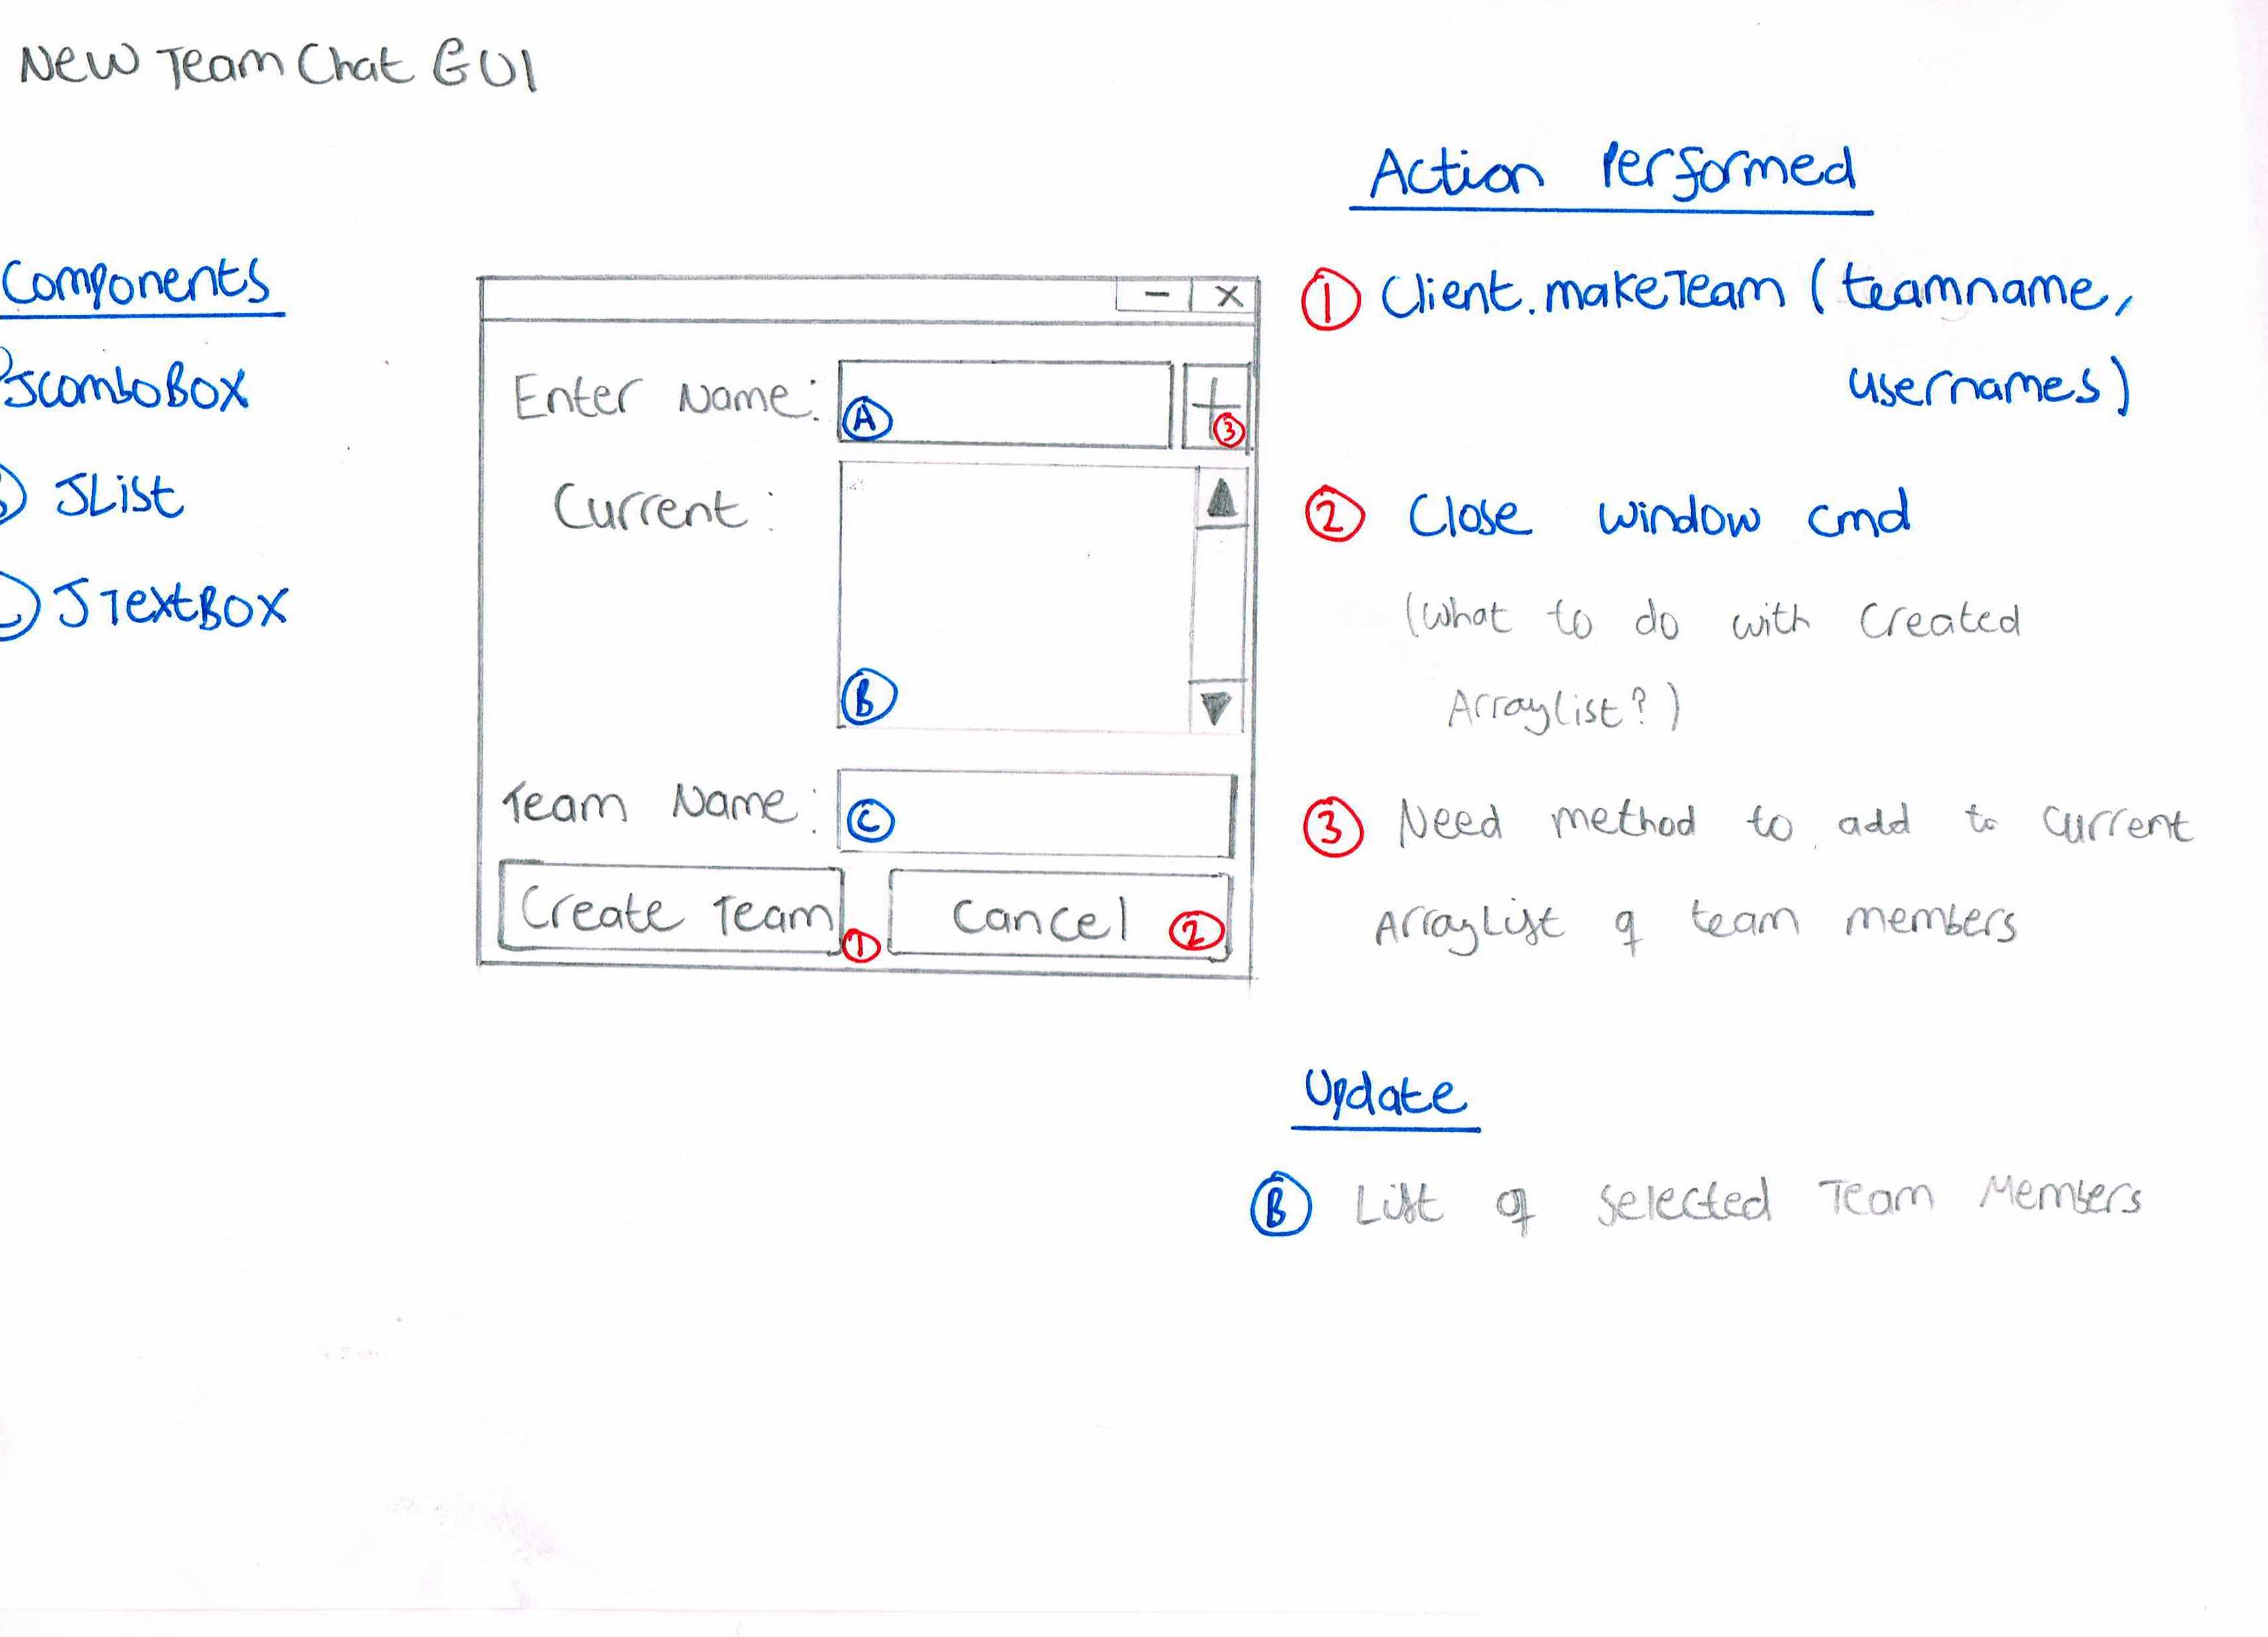 New Team Chat GUI
Components
JComboBox
B JList
C JTextBox
- X
Enter Name: A + 3
Current:
B
Team Name: C
Create Team 1 Cancel 2
Action Performed
1 Client.makeTeam (teamname,
usernames)
2 Close window cmd
(what to do with created
Arraylist?)
3 Need method to add to current
ArrayList of team members
Update
B List of selected Team Members